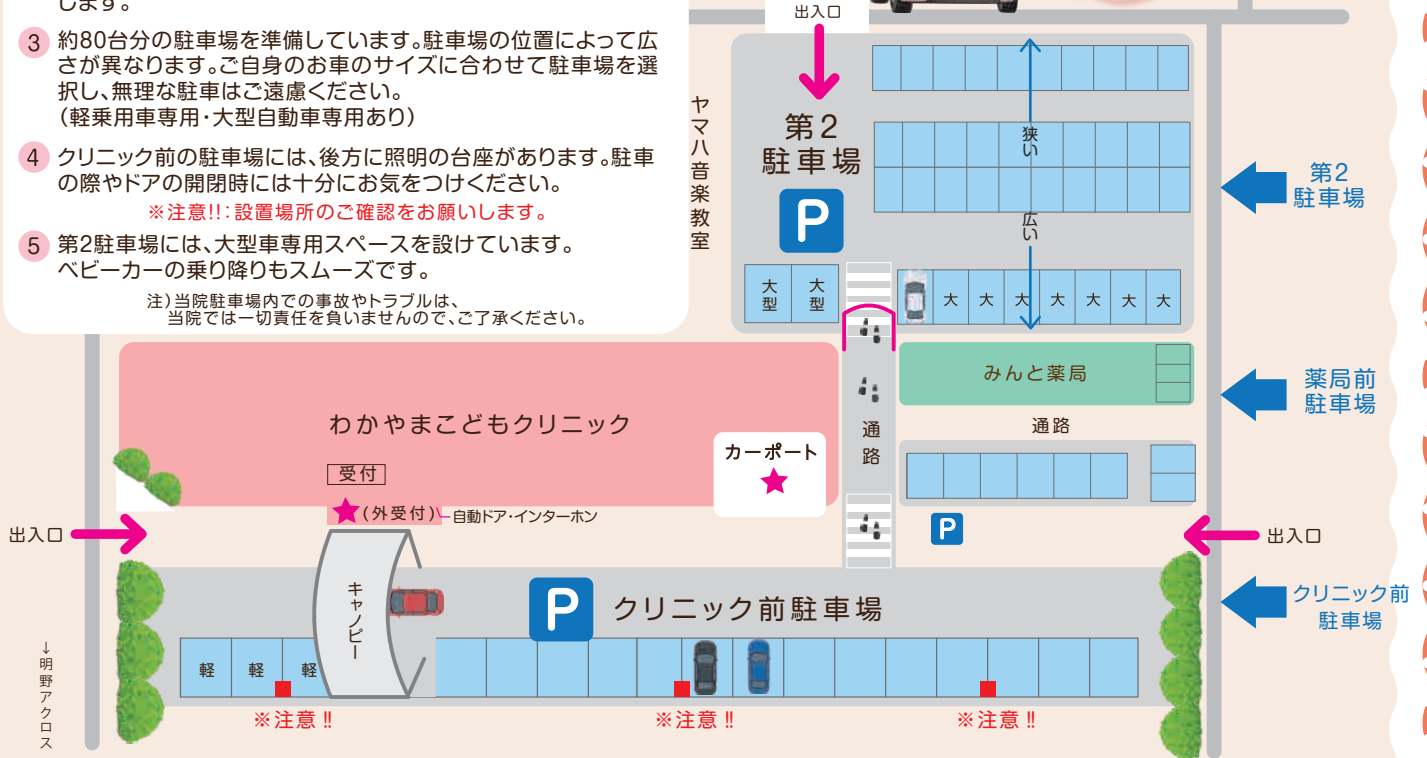 します。
3 約80台分の駐車場を準備しています。駐車場の位置によって広
さが異なります。ご自身のお車のサイズに合わせて駐車場を選
択し、無理な駐車はご遠慮ください。
(軽乗用車専用・大型自動車専用あり)
4 クリニック前の駐車場には、後方に照明の台座があります。駐車
の際やドアの開閉時には十分にお気をつけください。
※注意!!:設置場所のご確認をお願いします。
5 第2駐車場には、大型車専用スペースを設けています。
ベビーカーの乗り降りもスムーズです。
注)当院駐車場内での事故やトラブルは、
当院では一切責任を負いませんので、ご了承ください。
出入口
ヤマハ音楽教室
第2
駐車場
P
狭い
広い
大型
大型
大
大
大
大
大
大
大
第2
駐車場
みんと薬局
薬局前
駐車場
通路
通路
わかやまこどもクリニック
受付
(外受付)
自動ドア・インターホン
カーポート
P
出入口
出入口
キャノピー
P
クリニック前駐車場
クリニック前
駐車場
軽
軽
軽
※注意!!
※注意!!
※注意!!
↓明野アクロス